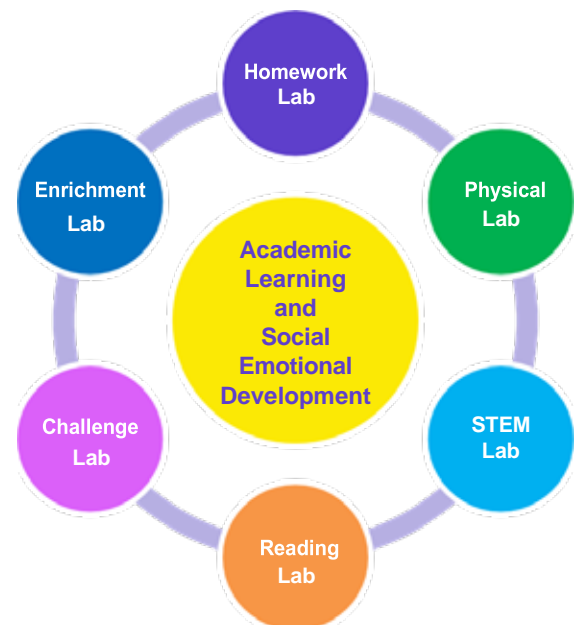 Homework
Lab
Enrichment
Lab
Physical
Lab
Academic
Learning
and
Social
Emotional
Development
Challenge
Lab
STEM
Lab
Reading
Lab